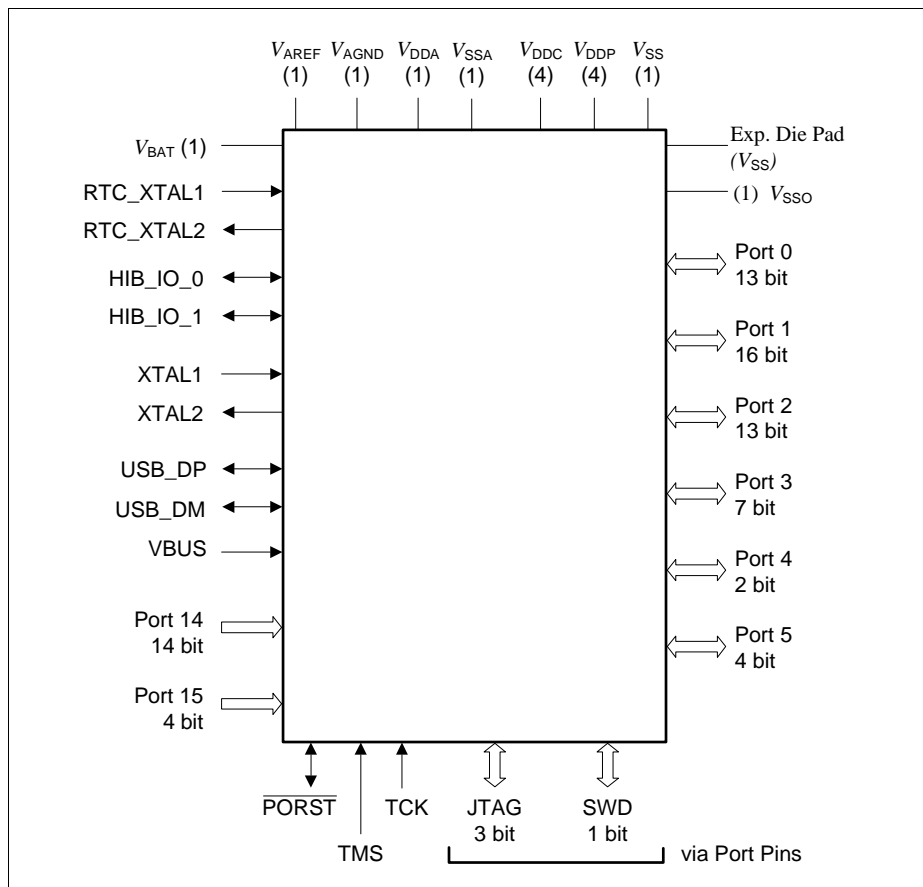 VAREF
(1)
VAGND
(1)
VDDA
(1)
VSSA
(1)
VDDC
(4)
VDDP
(4)
VSS
(1)
VBAT (1)
RTC_XTAL1
RTC_XTAL2
HIB_IO_0
HIB_IO_1
XTAL1
XTAL2
USB_DP
USB_DM
VBUS
Port 14
14 bit
Port 15
4 bit
Exp. Die Pad
(VSS)
(1) VSSO
Port 0
13 bit
Port 1
16 bit
Port 2
13 bit
Port 3
7 bit
Port 4
2 bit
Port 5
4 bit
PORST
TMS
TCK
JTAG
3 bit
SWD
1 bit
via Port Pins